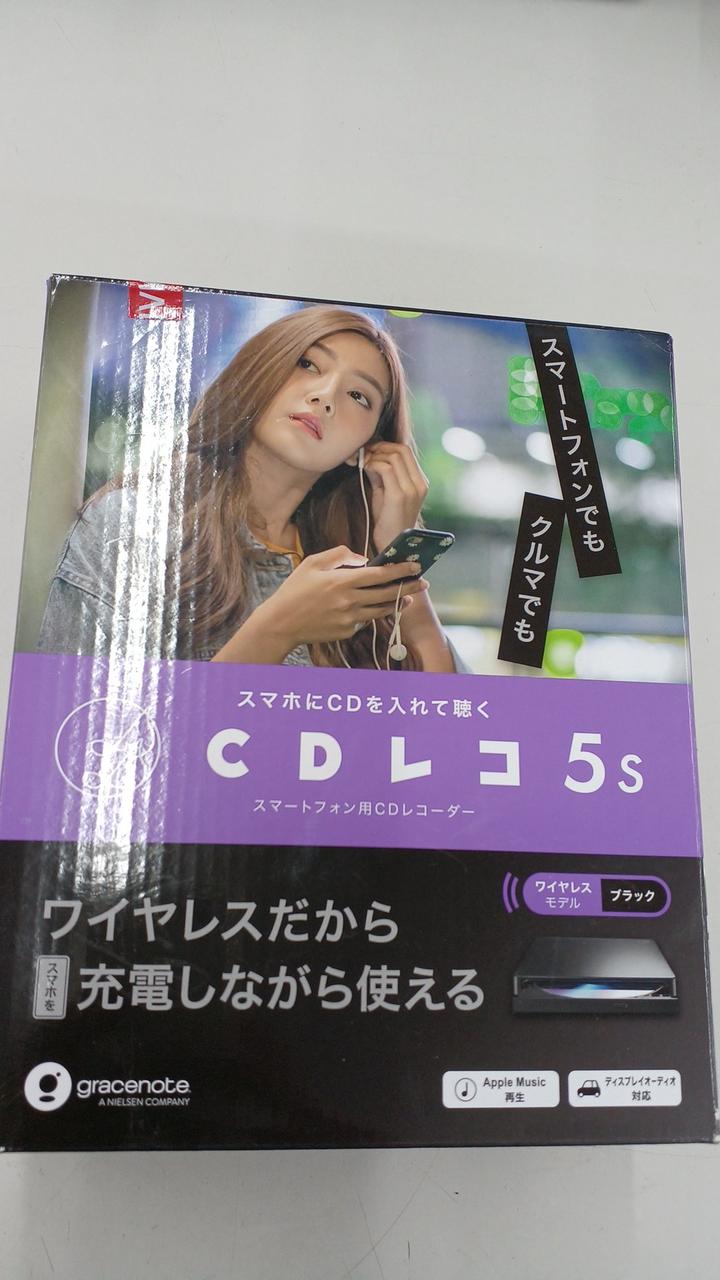 スマートフォンでも
クルマでも
スマホにCDを入れて聴く
CDレコ5s
スマートフォン用CDレコーダー
ワイヤレス
モデル
ブラック
ワイヤレスだから
スマホを
充電しながら使える
gracenote.
A NIELSEN COMPANY
Apple Music
再生
ディスプレイオーディオ
対応